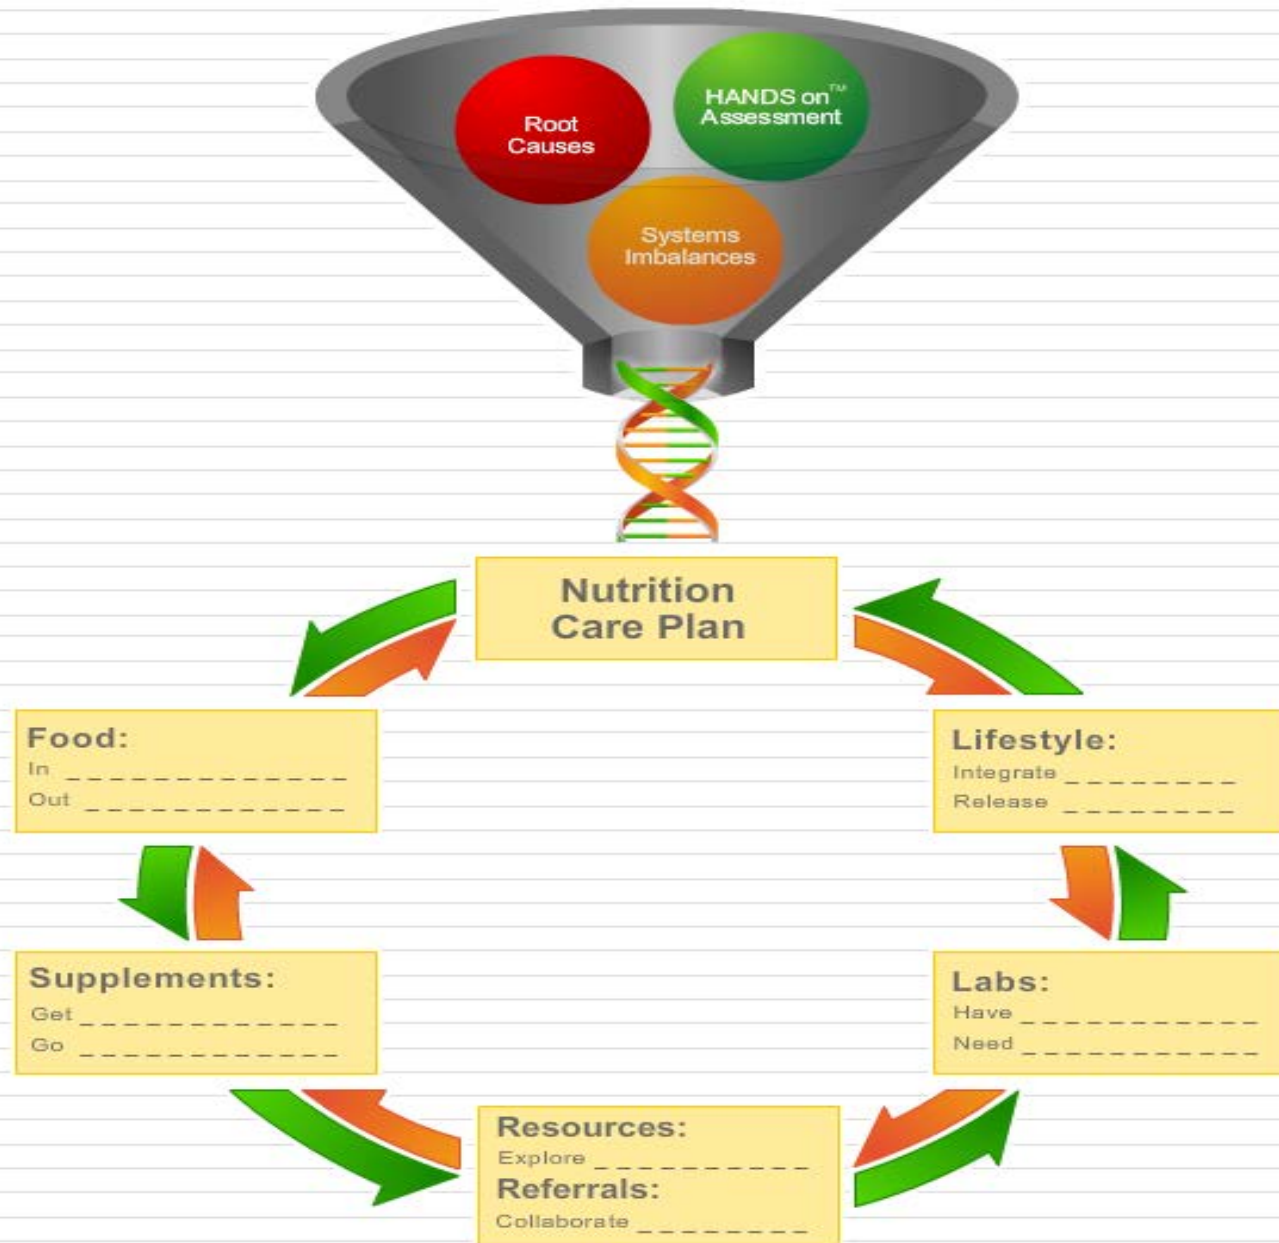 Root
Causes
HANDS on™
Assessment
Systems
Imbalances
Nutrition
Care Plan
Food:
In _ _ _ _ _ _ _ _ _ _ _ _ _
Out _ _ _ _ _ _ _ _ _ _ _ _
Lifestyle:
Integrate _ _ _ _ _ _ _ _
Release _ _ _ _ _ _ _ _
Supplements:
Get _ _ _ _ _ _ _ _ _ _ _ _
Go _ _ _ _ _ _ _ _ _ _ _ _
Labs:
Have _ _ _ _ _ _ _ _ _ _ _
Need _ _ _ _ _ _ _ _ _ _ _
Resources:
Explore _ _ _ _ _ _ _ _ _ _
Referrals:
Collaborate _ _ _ _ _ _ _ _